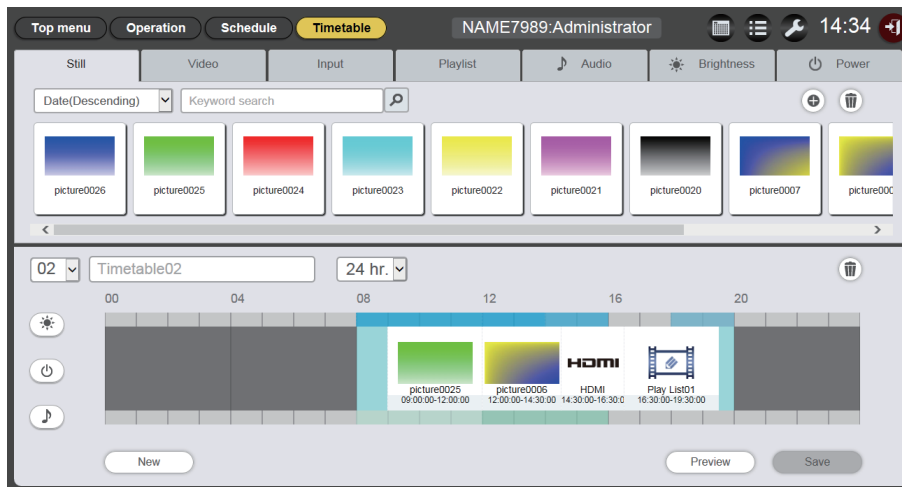 Top menu Operation Schedule Timetable NAME7989:Administrator 14:34
Still Video Input Playlist Audio Brightness Power
Date(Descending) Keyword search
picture0026 picture0025 picture0024 picture0023 picture0022 picture0021 picture0020 picture0007 picture000
02 Timetable02 24 hr.
00 04 08 12 16 20
HDMI
picture0025 picture0006 HDMI Play List01
09:00:00-12:00:00 12:00:00-14:30:00 14:30:00-16:30:0 16:30:00-19:30:00
New Preview Save